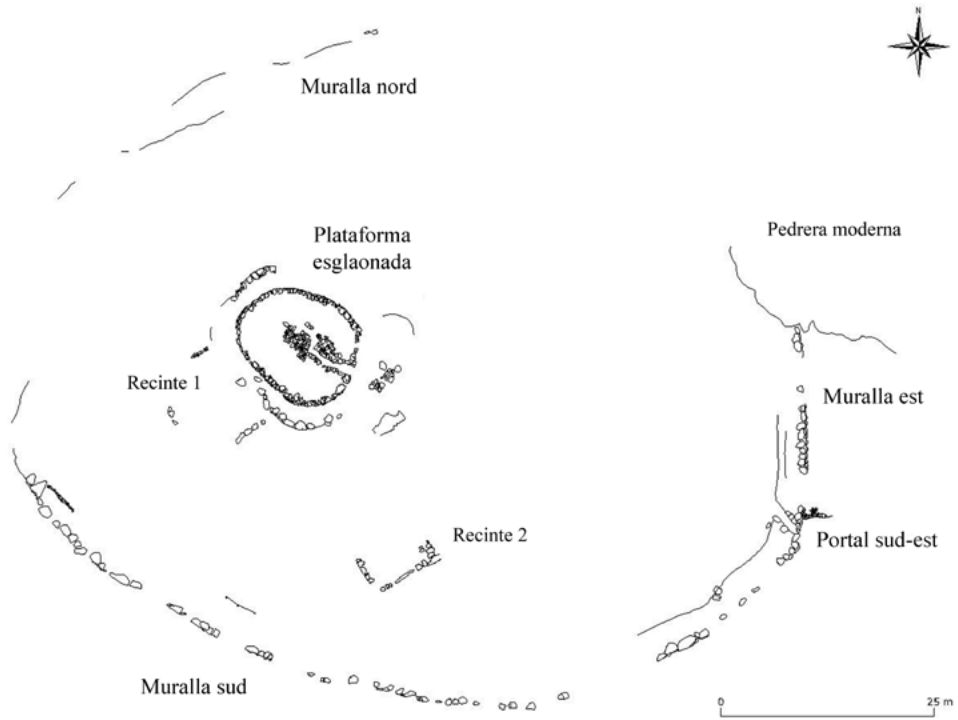 N
Muralla nord
Plataforma
esglaonada
Pedrera moderna
Recinte 1
Muralla est
Recinte 2
Portal sud-est
Muralla sud
0
25 m